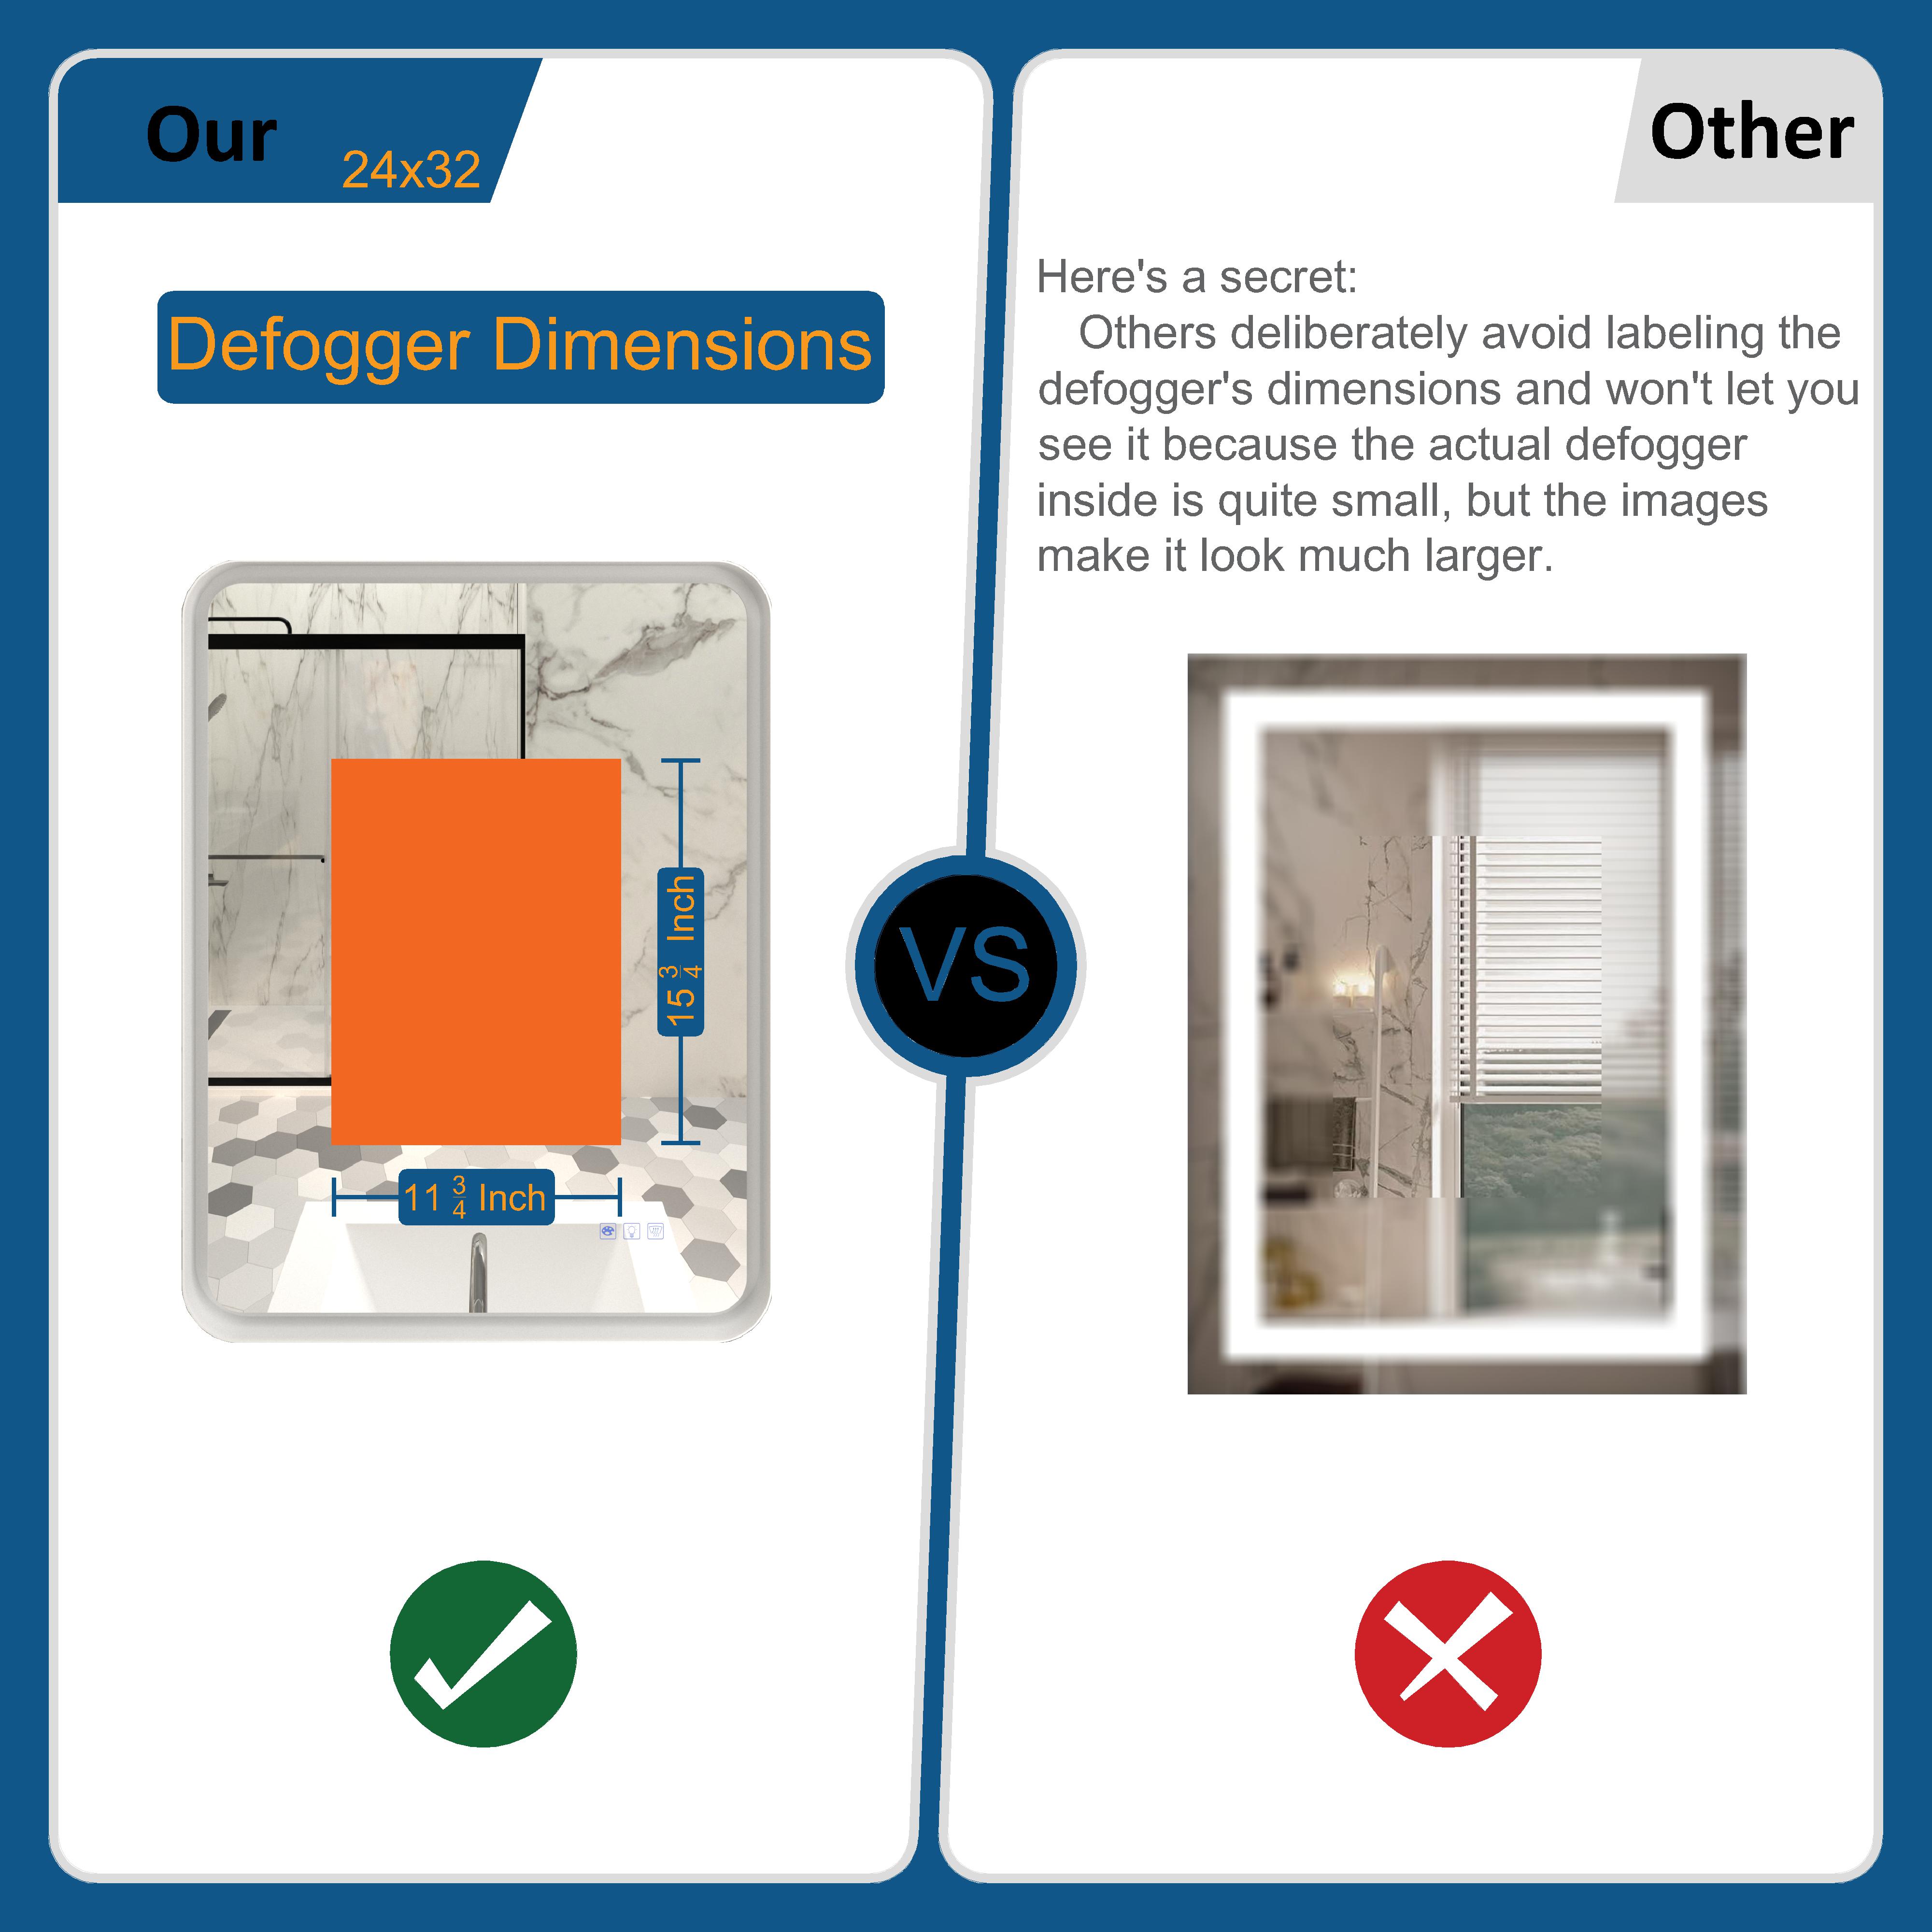 Our
24x32
Defogger Dimensions
15 3/4 Inch
11 3/4 Inch
VS
Other
Here's a secret:
Others deliberately avoid labeling the
defogger's dimensions and won't let you
see it because the actual defogger
inside is quite small, but the images
make it look much larger.